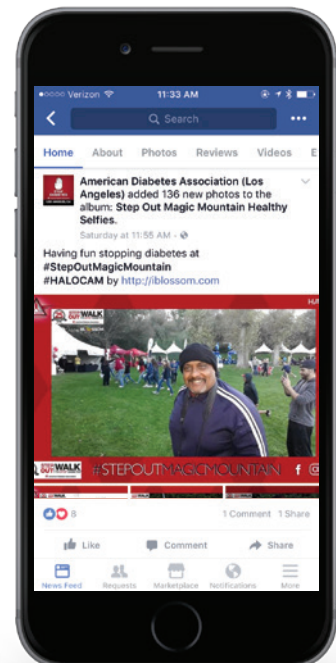 Verizon 11:33 AM
Search
Home About Photos Reviews Videos E
American Diabetes Association (Los
Angeles) added 136 new photos to the
album: Step Out Magic Mountain Healthy
Selfies.
Saturday at 11:55 AM
Having fun stopping diabetes at
#StepOutMagicMountain
#HALOCAM by http://iblossom.com
WALK
STEP OUT WALK #STEPOUTMAGICMOUNTAIN
8 1 Comment 1 Share
Like Comment Share
News Feed Requests Marketplace Notifications More